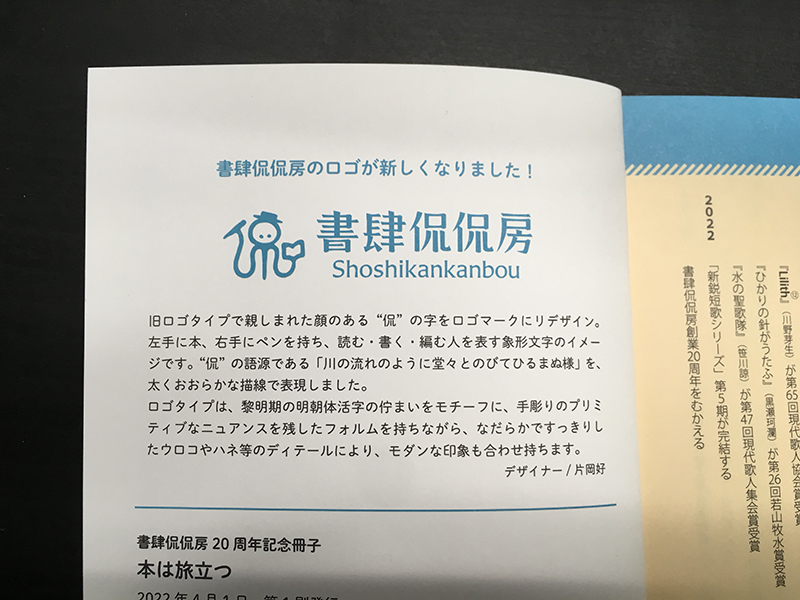 書肆侃侃房のロゴが新しくなりました！
書肆侃侃房
Shoshikankanbou
旧ロゴタイプで親しまれた顔のある“侃”の字をロゴマークにリデザイン。
左手に本、右手にペンを持ち、読む・書く・編む人を表す象形文字のイメー
ジです。“侃”の語源である「川の流れのように堂々とのびてひるまぬ様」を、
太くおおらかな描線で表現しました。
ロゴタイプは、黎明期の明朝体活字の佇まいをモチーフに、手彫りのプリミ
ティブなニュアンスを残したフォルムを持ちながら、なだらかですっきりし
たウロコやハネ等のディテールにより、モダンな印象も合わせ持ちます。
デザイナー / 片岡好
書肆侃侃房 20 周年記念冊子
本は旅立つ
2022 年 4 月 1 日　第 1 刷発行
2022
『Lilith』（川野芽生）が第65回現代歌人協会賞受賞
『ひかりの針がうたふ』（黒瀬珂瀾）が第26回若山牧水賞受賞
『水の聖歌隊』（笹川諒）が第47回現代歌人集会賞受賞
「新鋭短歌シリーズ」第5期が完結する
書肆侃侃房創業20周年をむかえる